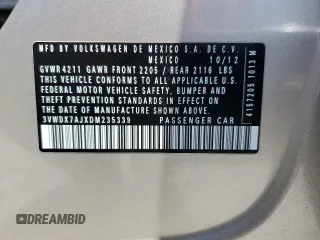 MFD BY VOLKSWAGEN DE MEXICO S.A. DE C.V.
MEXICO 10/12
GVWR 4211 GAWR FRONT 2205 / REAR 2116 LBS
THIS VEHICLE CONFORMS TO ALL APPLICABLE U.S.
FEDERAL MOTOR VEHICLE SAFETY, BUMPER AND
THEFT PREVENTION STANDARDS IN EFFECT ON THE
DATE OF MANUFACTURE SHOWN ABOVE.
3VWDX7AJXDM235339 PASSENGER CAR
4157205 1013 M
DREAMBID